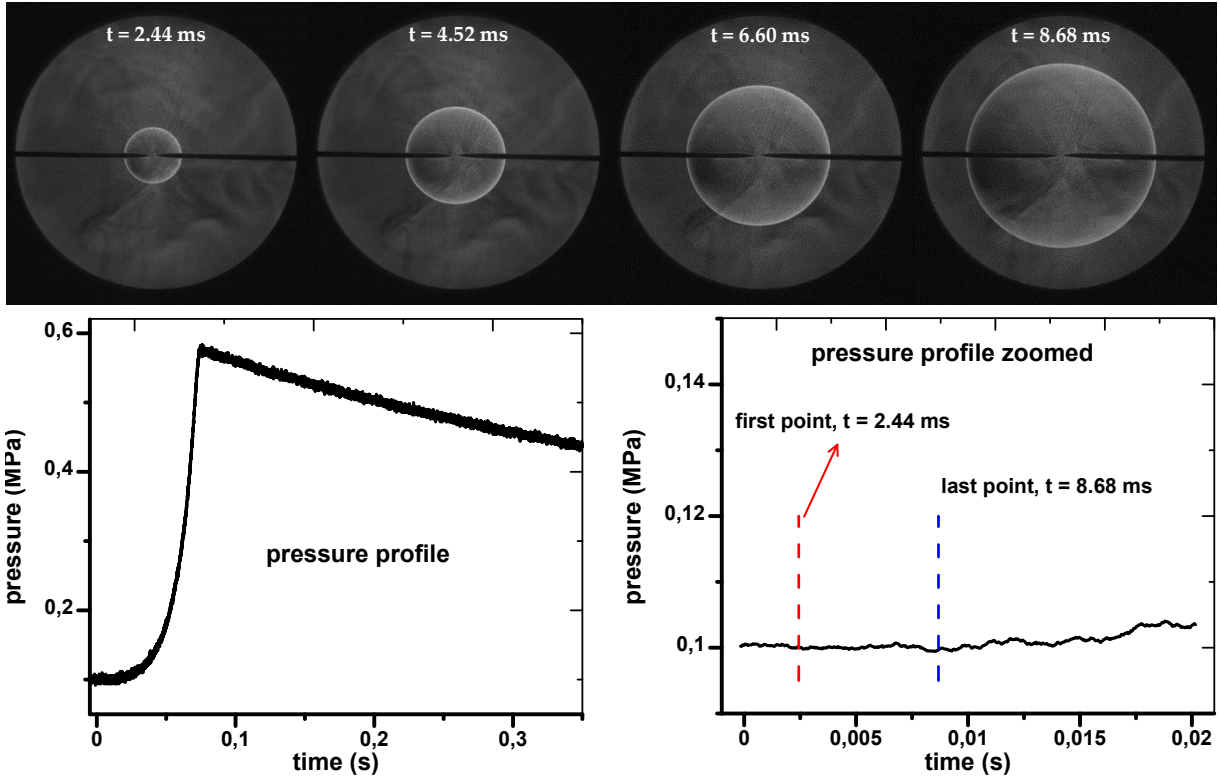 t = 2.44 ms
t = 4.52 ms
t = 6.60 ms
t = 8.68 ms
0,6
0,4
0,2
pressure (MPa)
pressure profile
0
0,1
0,2
0,3
time (s)
pressure profile zoomed
0,14
0,12
0,1
pressure (MPa)
first point, t = 2.44 ms
last point, t = 8.68 ms
0
0,005
0,01
0,015
0,02
time (s)